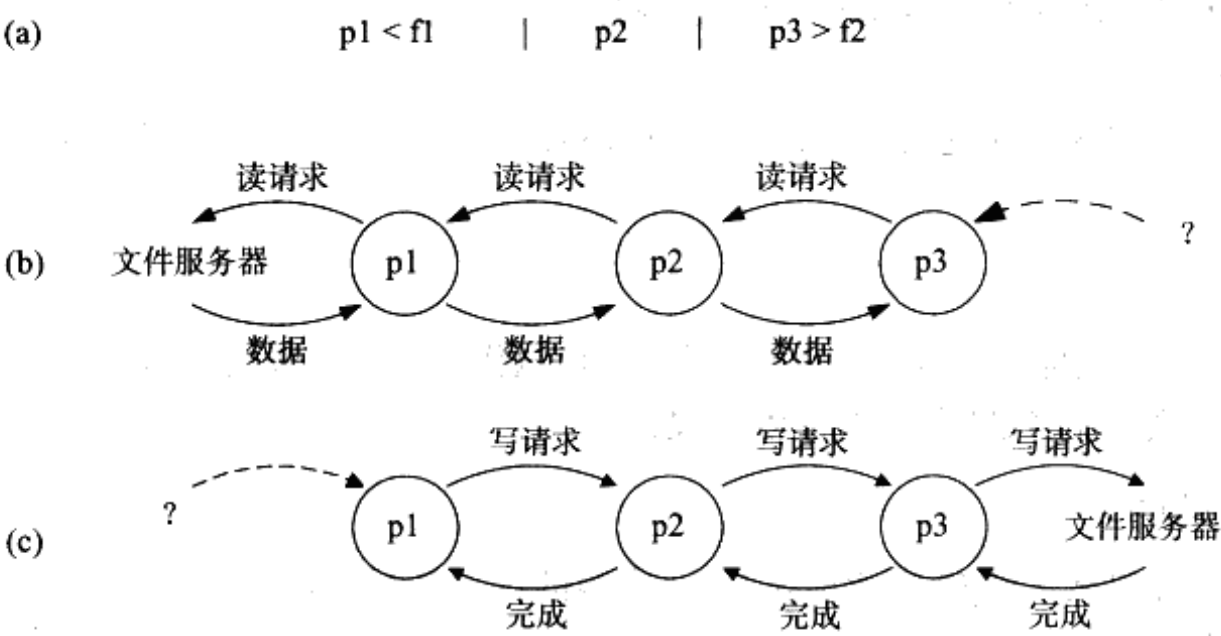 (a) p1 < f1 | p2 | p3 > f2
读请求 读请求 读请求
?
(b) 文件服务器 p1 p2 p3
数据 数据 数据
写请求 写请求 写请求
?
(c) p1 p2 p3 文件服务器
完成 完成 完成